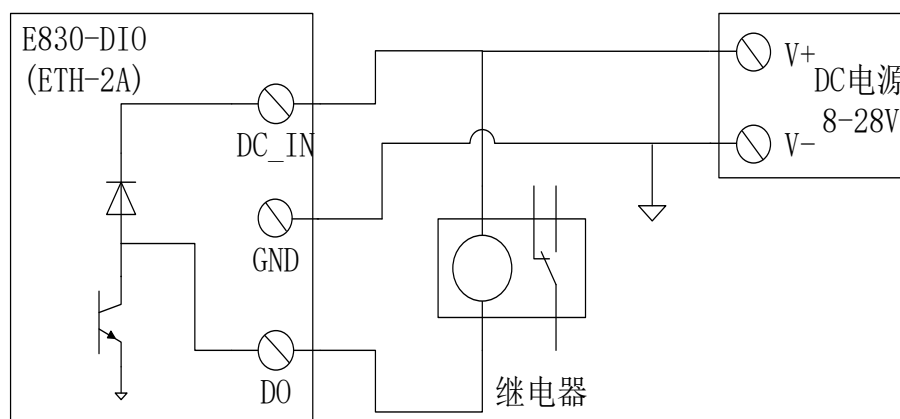 E830-DIO
(ETH-2A)
DC_IN
GND
DO
V+
DC电源
8-28V
V-
继电器